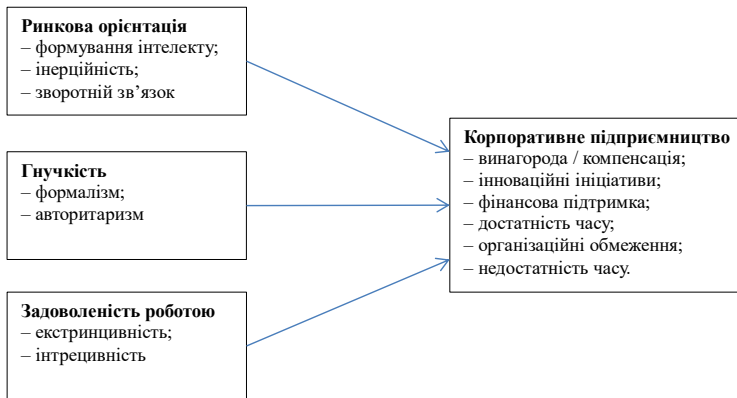 Ринкова орієнтація
– формування інтелекту;
– інерційність;
– зворотній зв’язок
Гнучкість
– формалізм;
– авторитаризм
Задоволеність роботою
– екстринцивність;
– інтрецивність
Корпоративне підприємництво
– винагорода / компенсація;
– інноваційні ініціативи;
– фінансова підтримка;
– достатність часу;
– організаційні обмеження;
– недостатність часу.